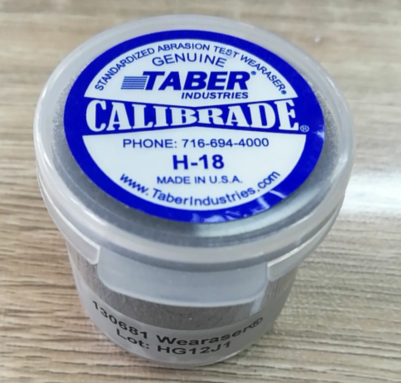 STANDARDIZED ABRASION TEST WEARASER®
GENUINE
TABER®
INDUSTRIES
CALIBRADE®
PHONE: 716-694-4000
H-18
MADE IN U.S.A.
www.TaberIndustries.com
130681 Wearaser®
Lot: HG12J1